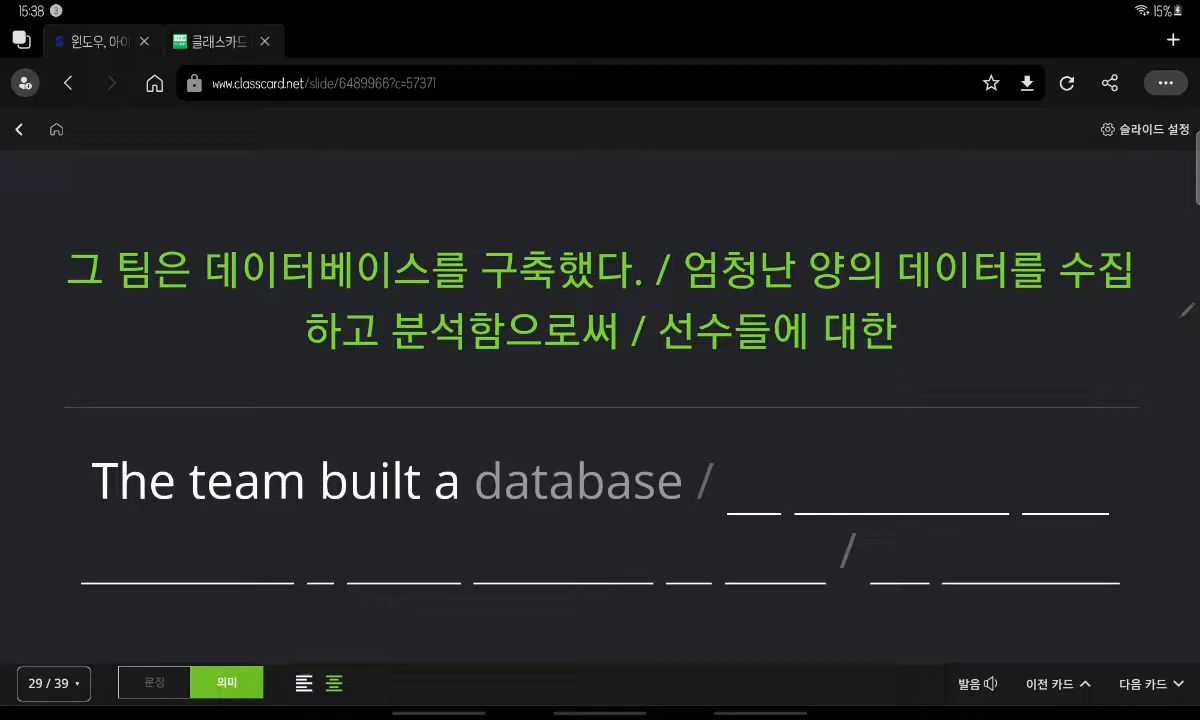 15:38 3 15%
S 윈도우, 아이 × 클래스카드 × +
www.classcard.net/slide/6489966?c=57371
슬라이드 설정
그 팀은 데이터베이스를 구축했다. / 엄청난 양의 데이터를 수집
하고 분석함으로써 / 선수들에 대한
The team built a database /
/
29 / 39 문장 의미 발음 이전 카드 다음 카드